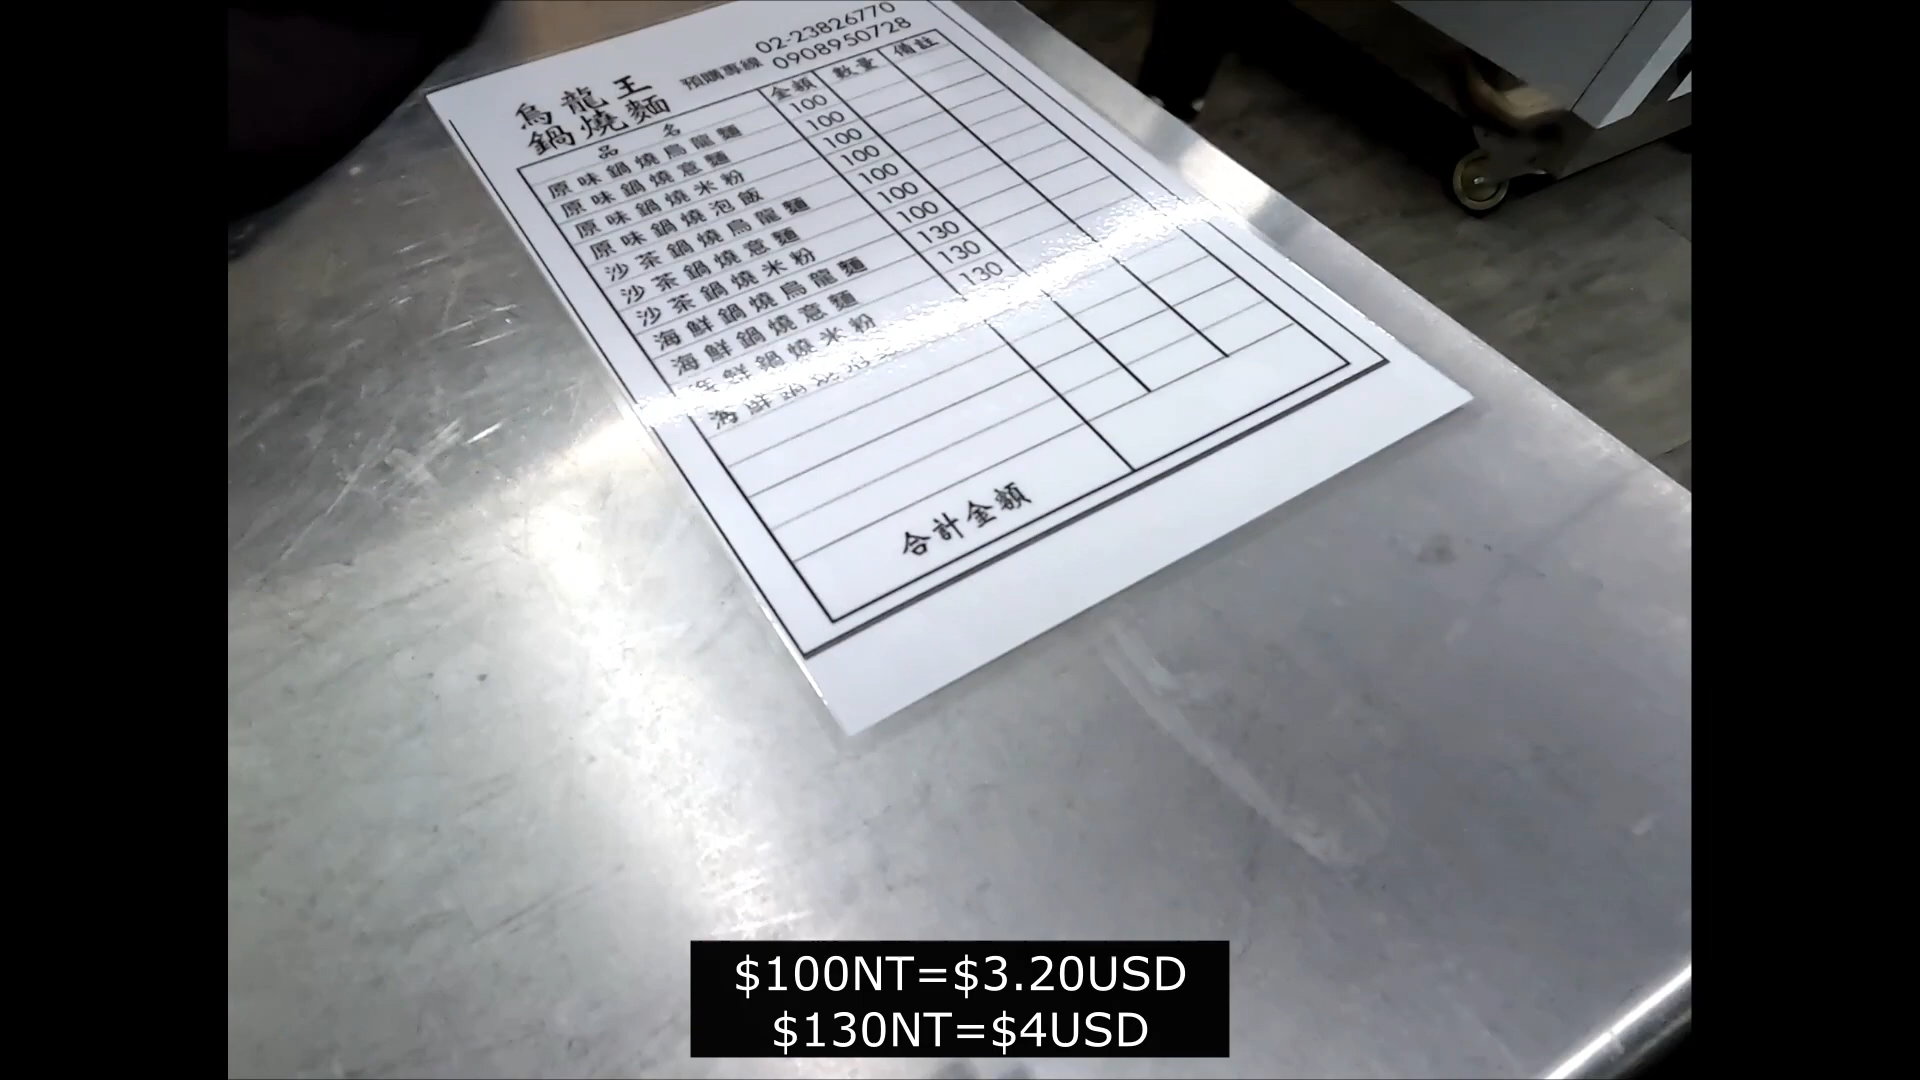 02-23826770
預購專線 0908950728
烏龍王
鍋燒麵
品名 金額 數量 備註
原味鍋燒烏龍麵 100
原味鍋燒意麵 100
原味鍋燒米粉 100
原味鍋燒泡飯 100
沙茶鍋燒烏龍麵 100
沙茶鍋燒意麵 100
沙茶鍋燒米粉 100
海鮮鍋燒烏龍麵 130
海鮮鍋燒意麵 130
海鮮鍋燒米粉 130
海鮮鍋
合計金額
$100NT=$3.20USD
$130NT=$4USD